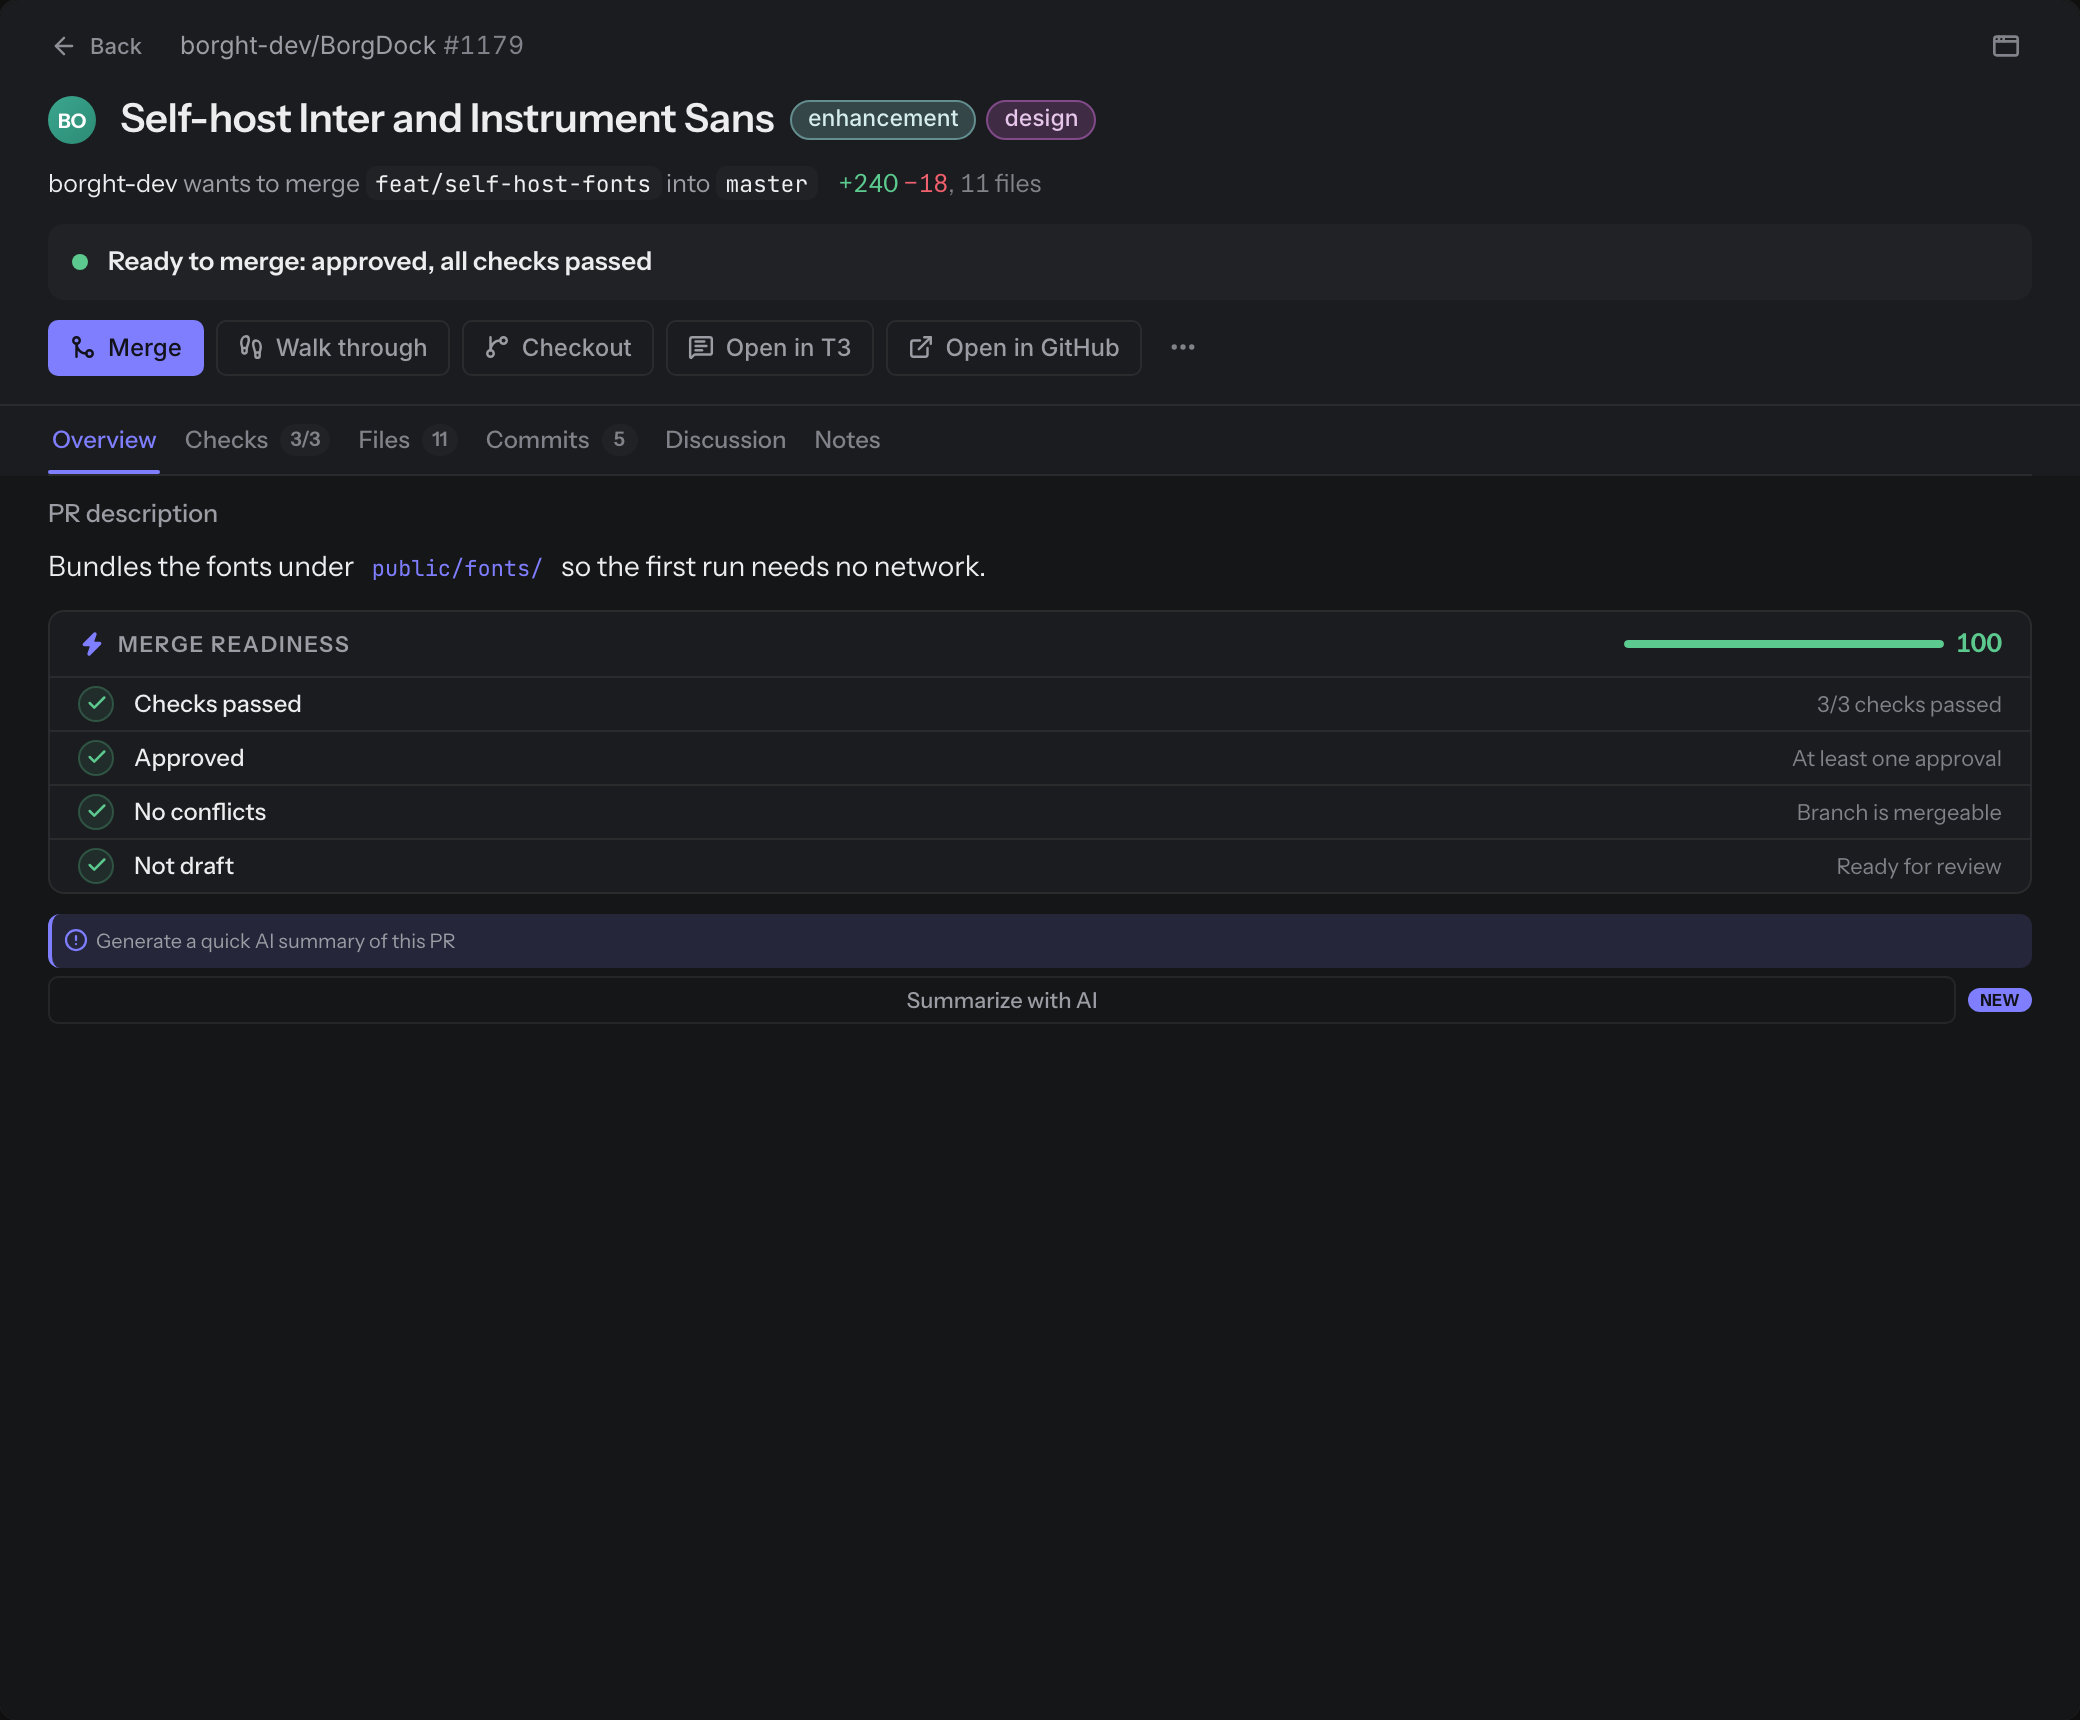 Back borght-dev/BorgDock #1179
BO Self-host Inter and Instrument Sans enhancement design
borght-dev wants to merge feat/self-host-fonts into master +240 −18, 11 files
Ready to merge: approved, all checks passed
Merge Walk through Checkout Open in T3 Open in GitHub
Overview Checks 3/3 Files 11 Commits 5 Discussion Notes
PR description
Bundles the fonts under public/fonts/ so the first run needs no network.
MERGE READINESS 100
Checks passed 3/3 checks passed
Approved At least one approval
No conflicts Branch is mergeable
Not draft Ready for review
Generate a quick AI summary of this PR
Summarize with AI NEW